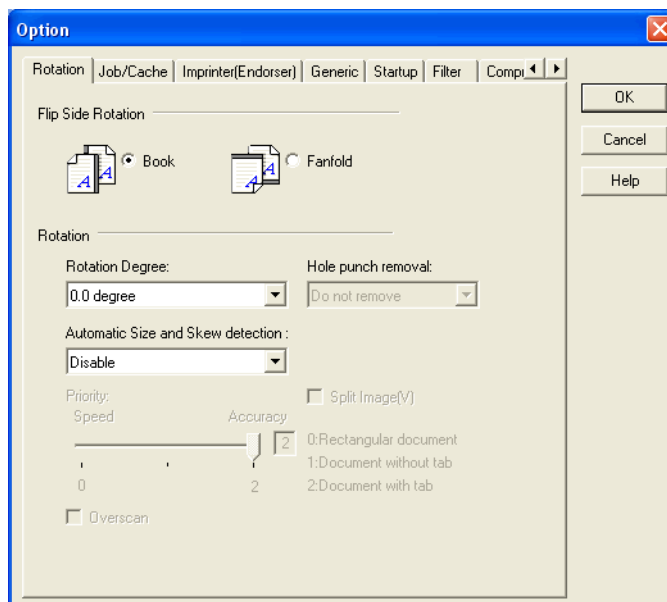 Option
Rotation Job/Cache Imprinter(Endorser) Generic Startup Filter
OK
Cancel
Help
Flip Side Rotation
A A Book A A Fanfold
Rotation
Rotation Degree: Hole punch removal:
0.0 degree Do not remove
Automatic Size and Skew detection :
Disable
Priority: Split Image(V)
Speed Accuracy
2 0:Rectangular document
1:Document without tab
0 2 2:Document with tab
Overscan